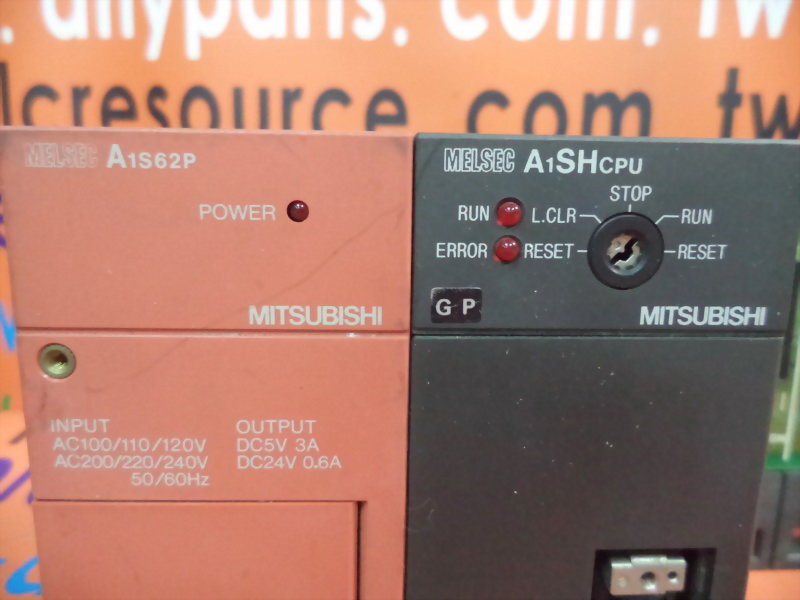 anyparts. com. tw
lcresource. com. tw
MELSEC A1S62P
POWER
MITSUBISHI
INPUT
AC100/110/120V
AC200/220/240V
50/60Hz
OUTPUT
DC5V 3A
DC24V 0.6A
MELSEC A1SHCPU
STOP
RUN L.CLR RUN
ERROR RESET RESET
G P
MITSUBISHI